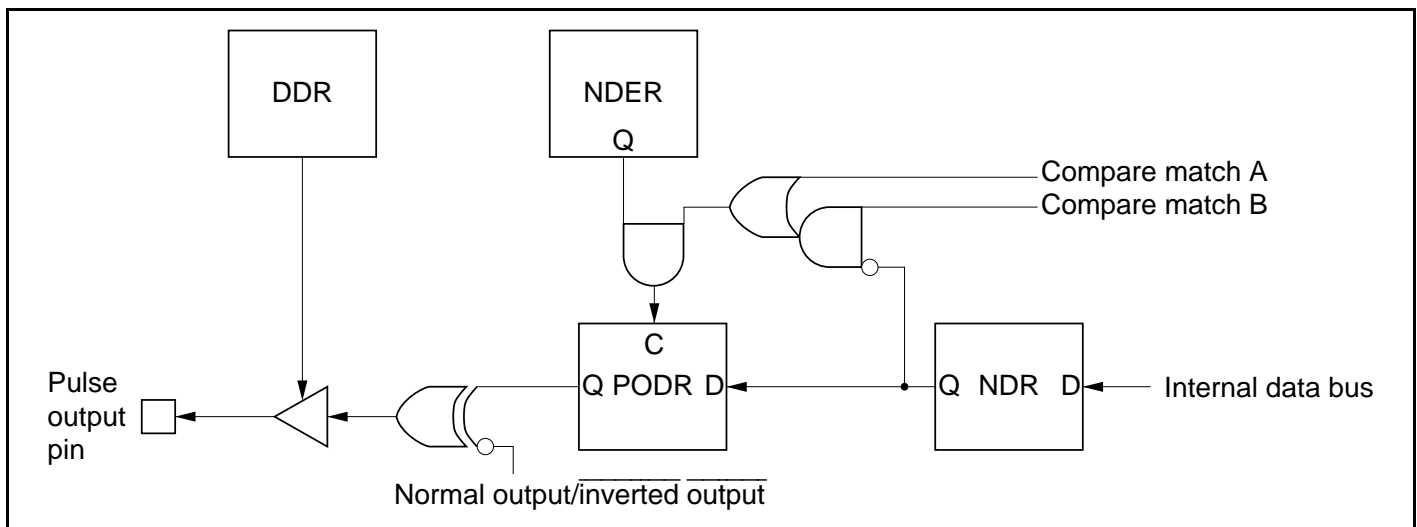 DDR
NDER
Q
Compare match A
Compare match B
C
Q PODR D
Q NDR D
Internal data bus
Pulse
output
pin
Normal output/inverted output